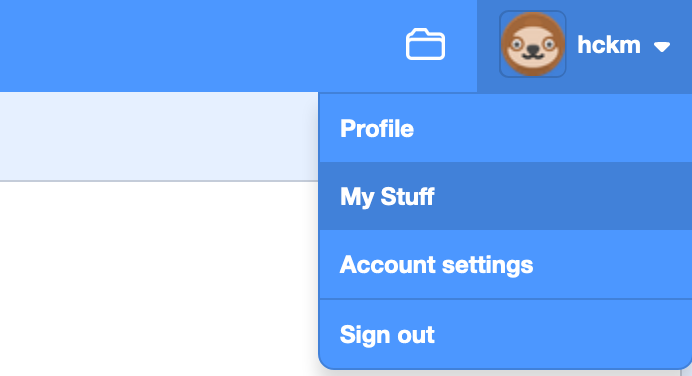 hckm
Profile
My Stuff
Account settings
Sign out